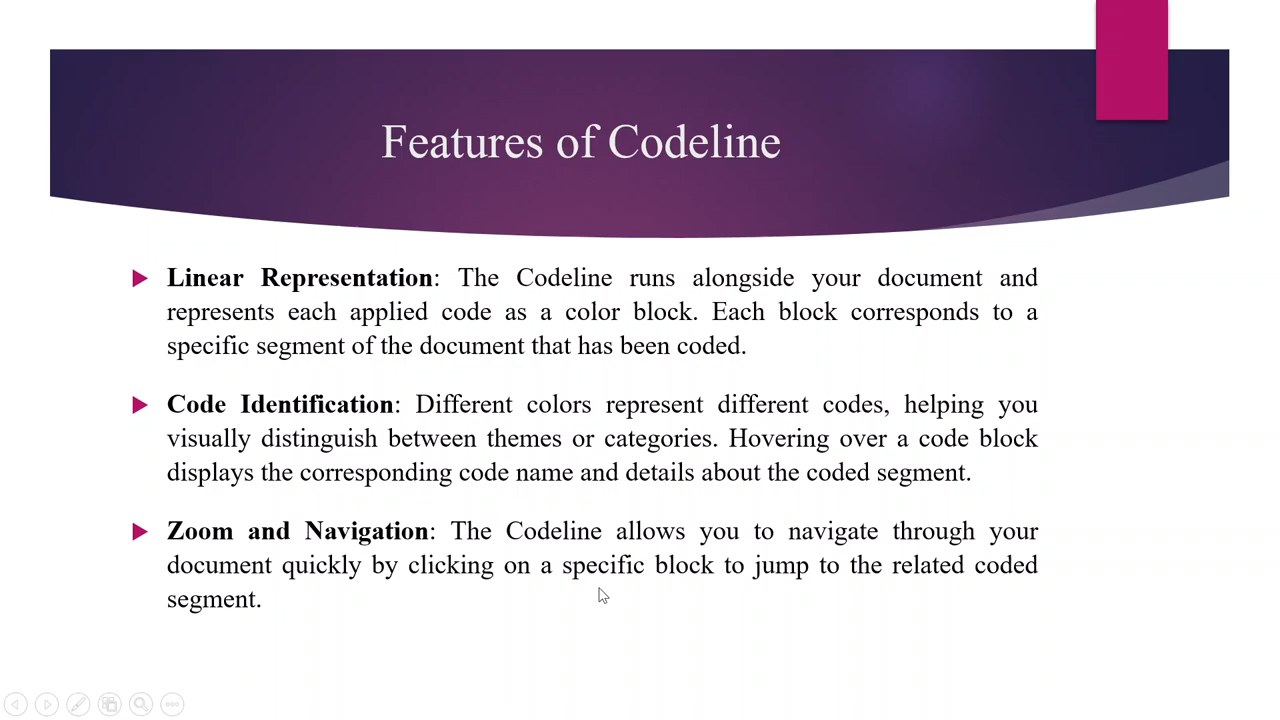 Features of Codeline
Linear Representation: The Codeline runs alongside your document and
represents each applied code as a color block. Each block corresponds to a
specific segment of the document that has been coded.
Code Identification: Different colors represent different codes, helping you
visually distinguish between themes or categories. Hovering over a code block
displays the corresponding code name and details about the coded segment.
Zoom and Navigation: The Codeline allows you to navigate through your
document quickly by clicking on a specific block to jump to the related coded
segment.